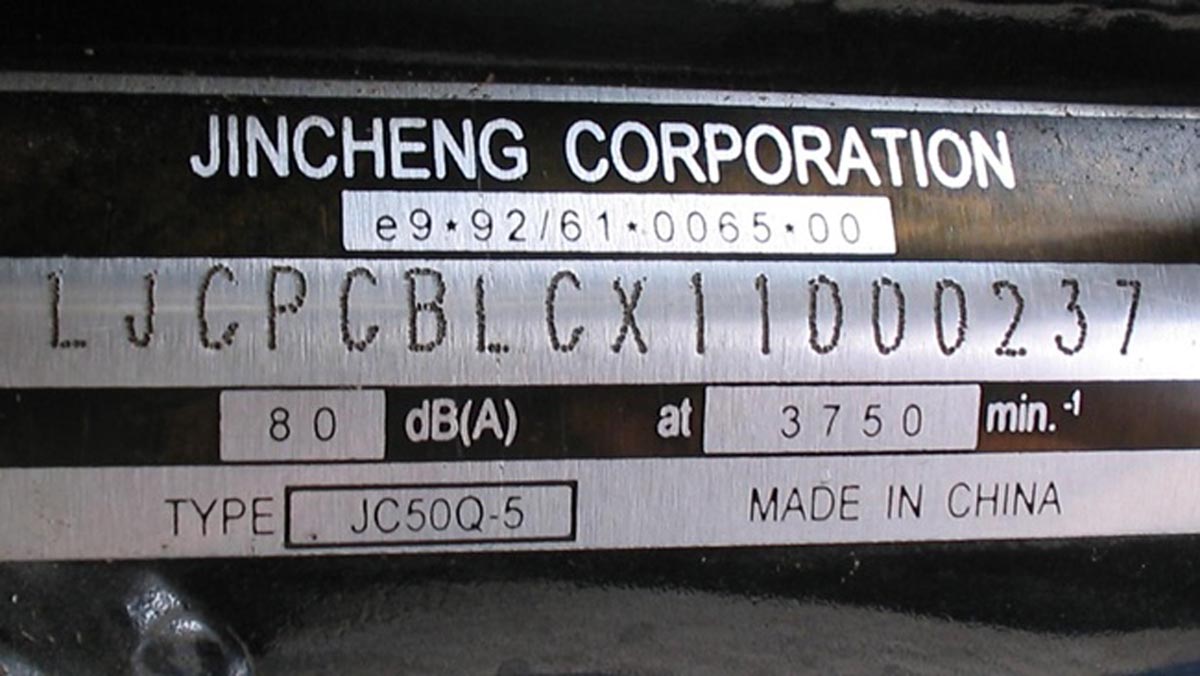 JINCHENG CORPORATION
e9*92/61*0065*00
LJCPCBLCX11000237
80 dB(A) at 3750 min.-1
TYPE JC50Q-5 MADE IN CHINA